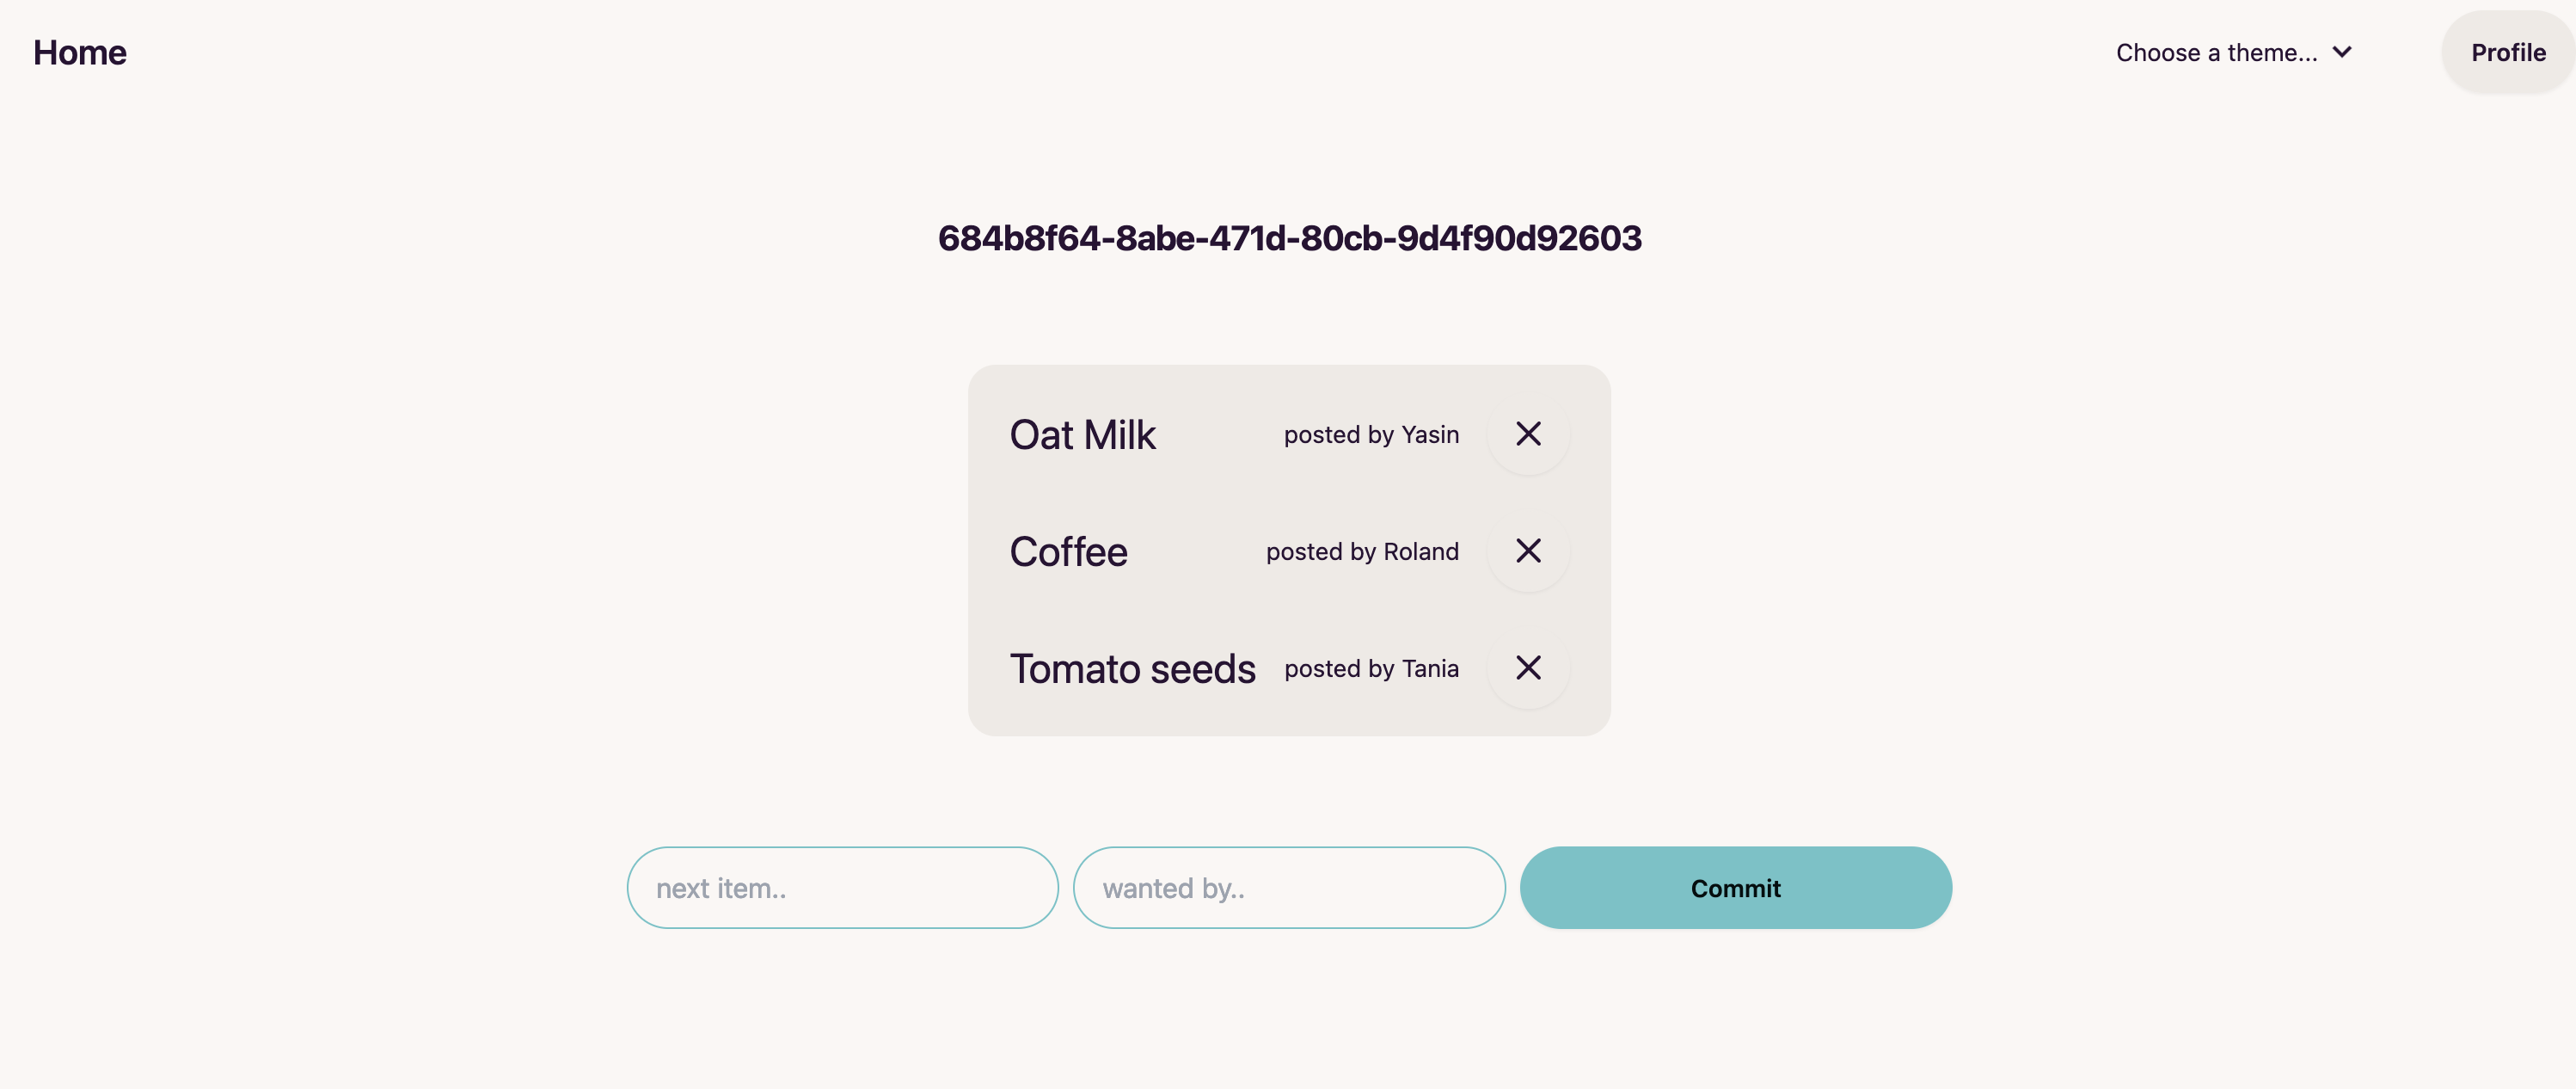 Home
Choose a theme...
Profile
684b8f64-8abe-471d-80cb-9d4f90d92603
Oat Milk posted by Yasin
Coffee posted by Roland
Tomato seeds posted by Tania
next item..
wanted by..
Commit